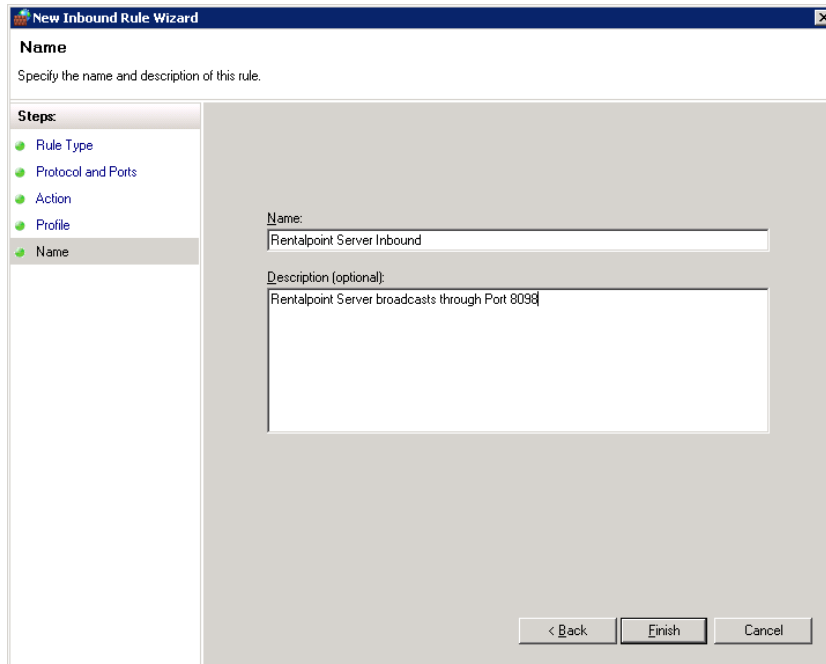 New Inbound Rule Wizard
Name
Specify the name and description of this rule.
Steps:
Rule Type
Protocol and Ports
Action
Profile
Name
Name:
Rentalpoint Server Inbound
Description (optional):
Rentalpoint Server broadcasts through Port 8098
< Back
Finish
Cancel